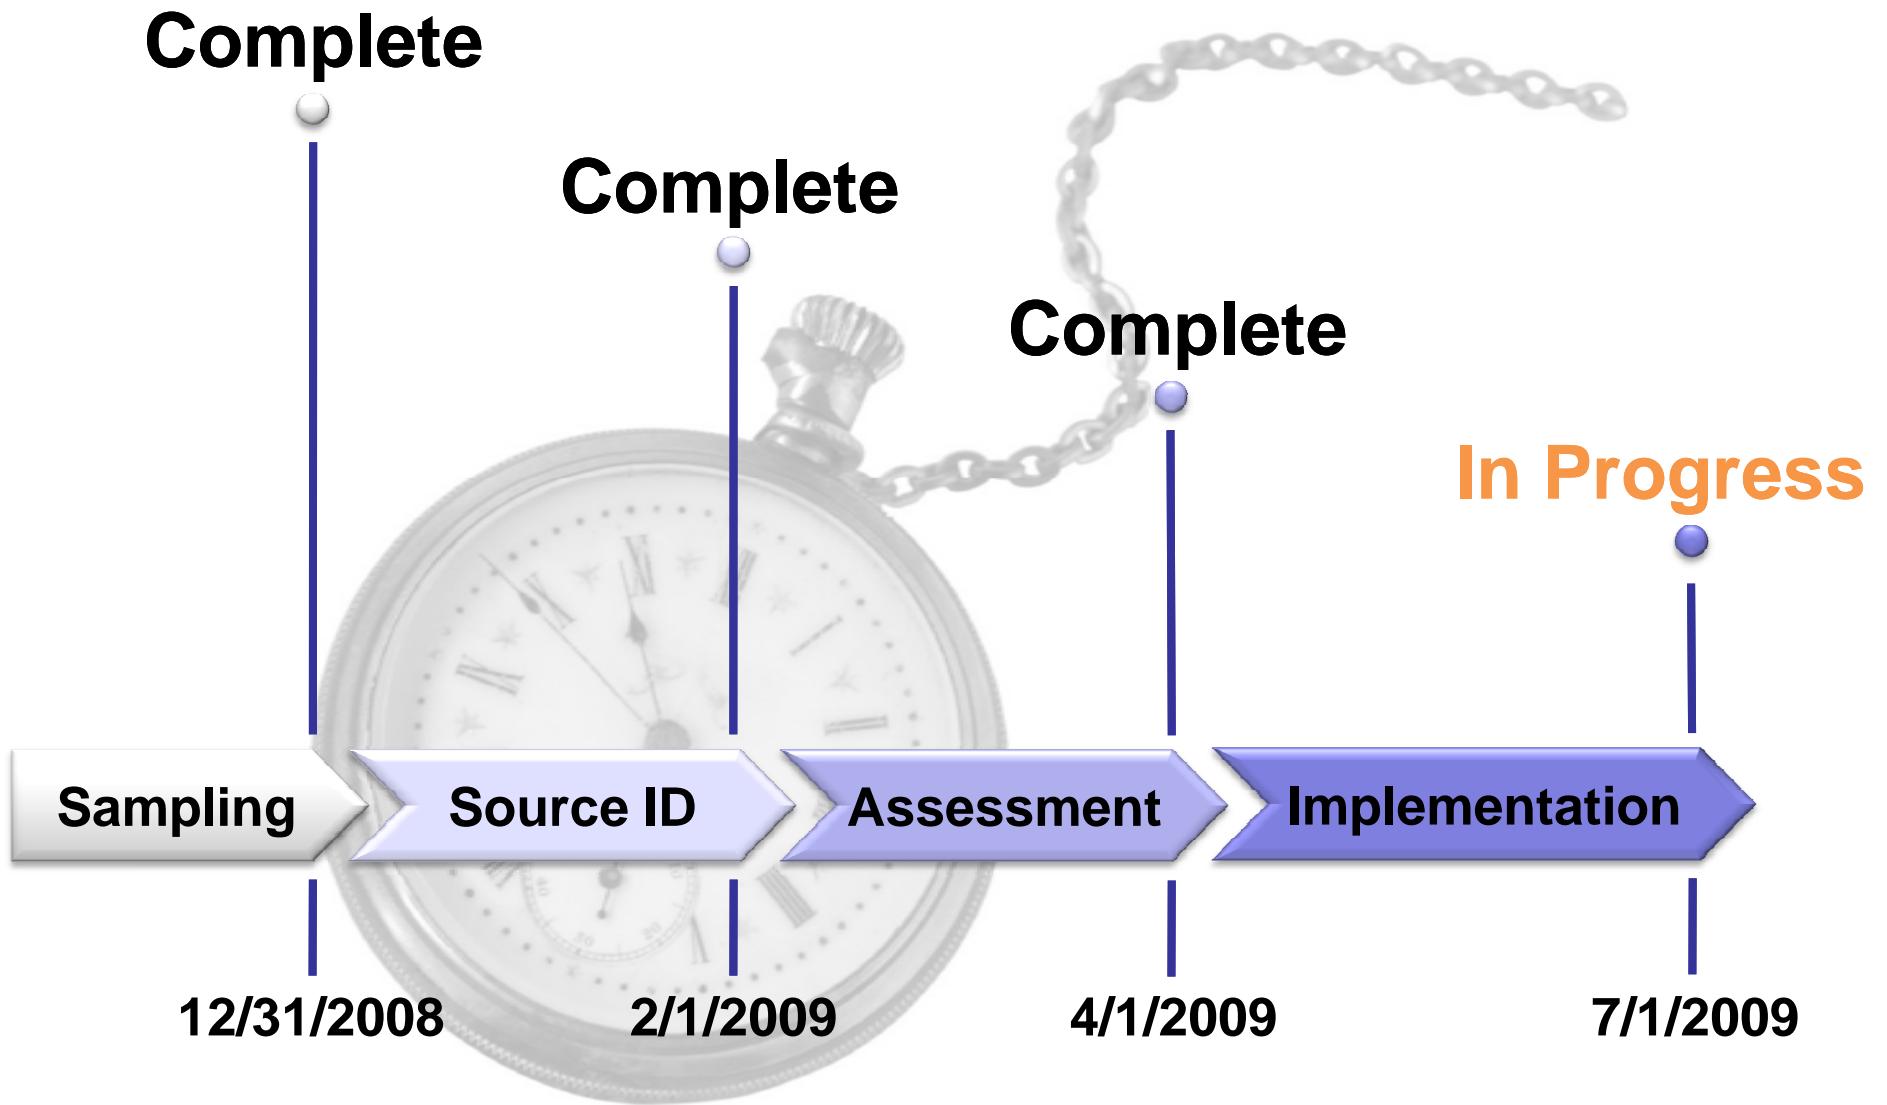 Complete
Complete
Complete
In Progress
Sampling
Source ID
Assessment
Implementation
12/31/2008
2/1/2009
4/1/2009
7/1/2009